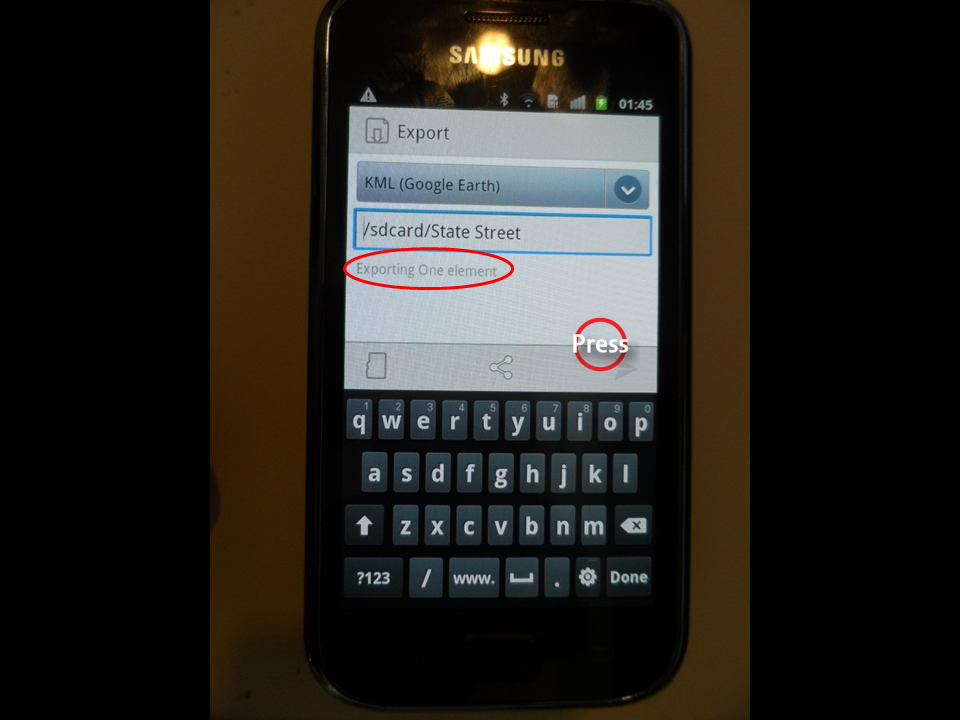 SAMSUNG
01:45
Export
KML (Google Earth)
/sdcard/State Street
Exporting One element
Press
1 2 3 4 5 6 7 8 9 0
q w e r t y u i o p
a s d f g h j k l
z x c v b n m
?123 / www. . Done